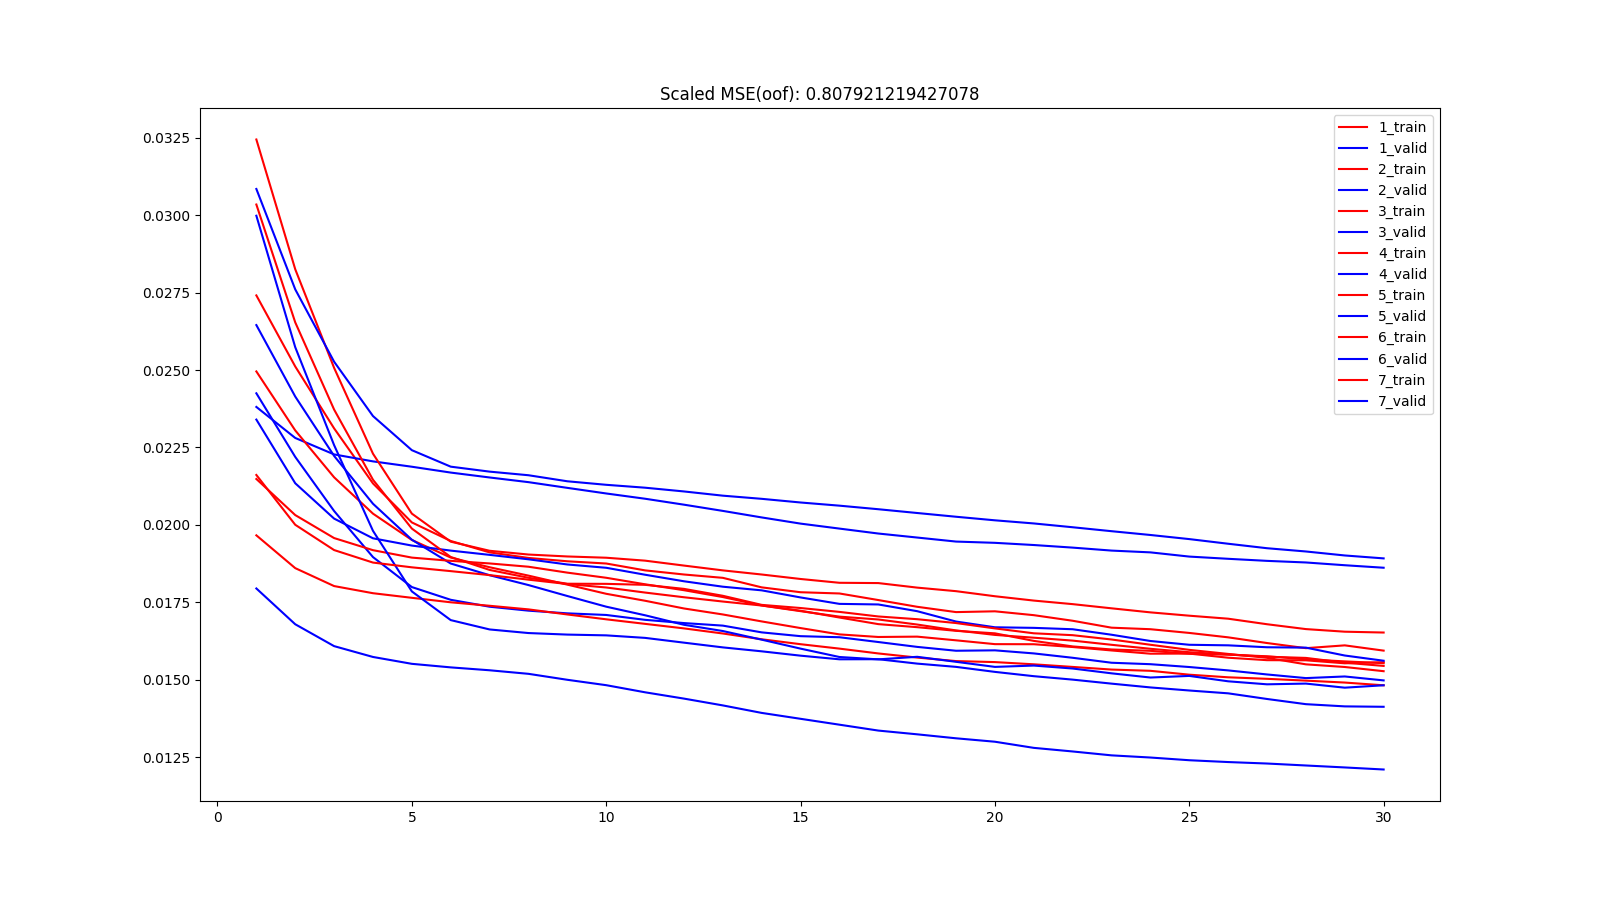 Scaled MSE(oof): 0.807921219427078
0.0325
0.0300
0.0275
0.0250
0.0225
0.0200
0.0175
0.0150
0.0125
0 5 10 15 20 25 30
1_train
1_valid
2_train
2_valid
3_train
3_valid
4_train
4_valid
5_train
5_valid
6_train
6_valid
7_train
7_valid